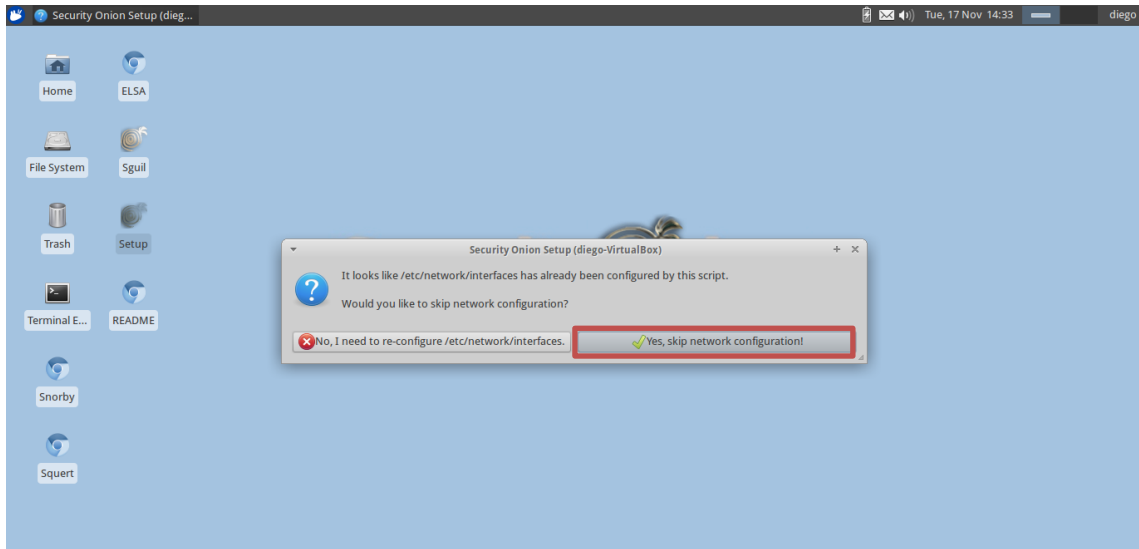 Security Onion Setup (dieg...
Tue, 17 Nov 14:33
diego
Home
ELSA
File System
Sguil
Trash
Setup
Terminal E...
README
Snorby
Squert
Security Onion Setup (diego-VirtualBox)
It looks like /etc/network/interfaces has already been configured by this script.
Would you like to skip network configuration?
No, I need to re-configure /etc/network/interfaces.
Yes, skip network configuration!